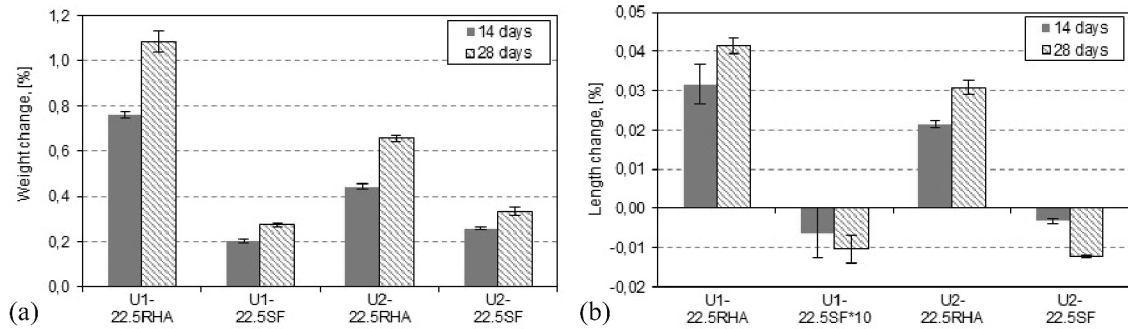 1,2
1,0
0,8
0,6
0,4
0,2
0,0
Weight change, [%]
14 days
28 days
U1-
22.5RHA
U1-
22.5SF
U2-
22.5RHA
U2-
22.5SF
(a)
0,05
0,04
0,03
0,02
0,01
0,00
-0,01
-0,02
Length change, [%]
14 days
28 days
U1-
22.5RHA
U1-
22.5SF*10
U2-
22.5RHA
U2-
22.5SF
(b)